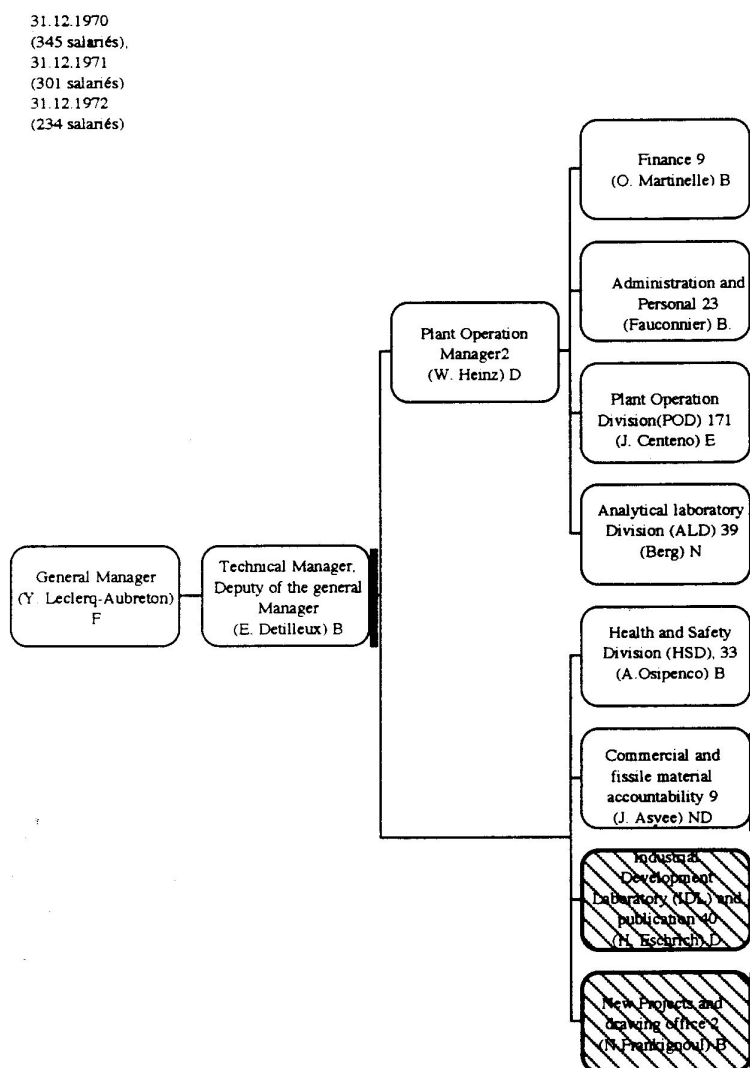 31.12.1970
(345 salariés),
31.12.1971
(301 salariés)
31.12.1972
(234 salariés)
Finance 9
(O. Martinelle) B
Administration and
Personal 23
(Fauconnier) B.
Plant Operation
Manager2
(W. Heinz) D
Plant Operation
Division(POD) 171
(J. Centeno) E
Analytical laboratory
Division (ALD) 39
(Berg) N
General Manager
(Y. Leclerq-Aubreton)
F
Technical Manager,
Deputy of the general
Manager
(E. Detilleux) B
Health and Safety
Division (HSD), 33
(A.Osipenco) B
Commercial and
fissile material
accountability 9
(J. Asyee) ND
Industrial
Development
Laboratory (IDL) and
publication 40
(H. Eschrich) D
New Projects and
drawing office 2
(N.Frankignoul) B